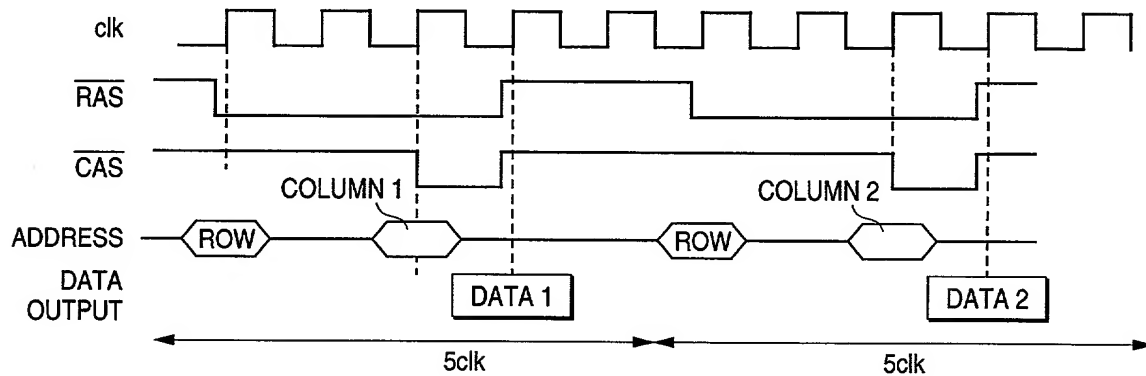 clk
RAS
CAS
COLUMN 1
COLUMN 2
ADDRESS
ROW
ROW
DATA
OUTPUT
DATA 1
DATA 2
5clk
5clk